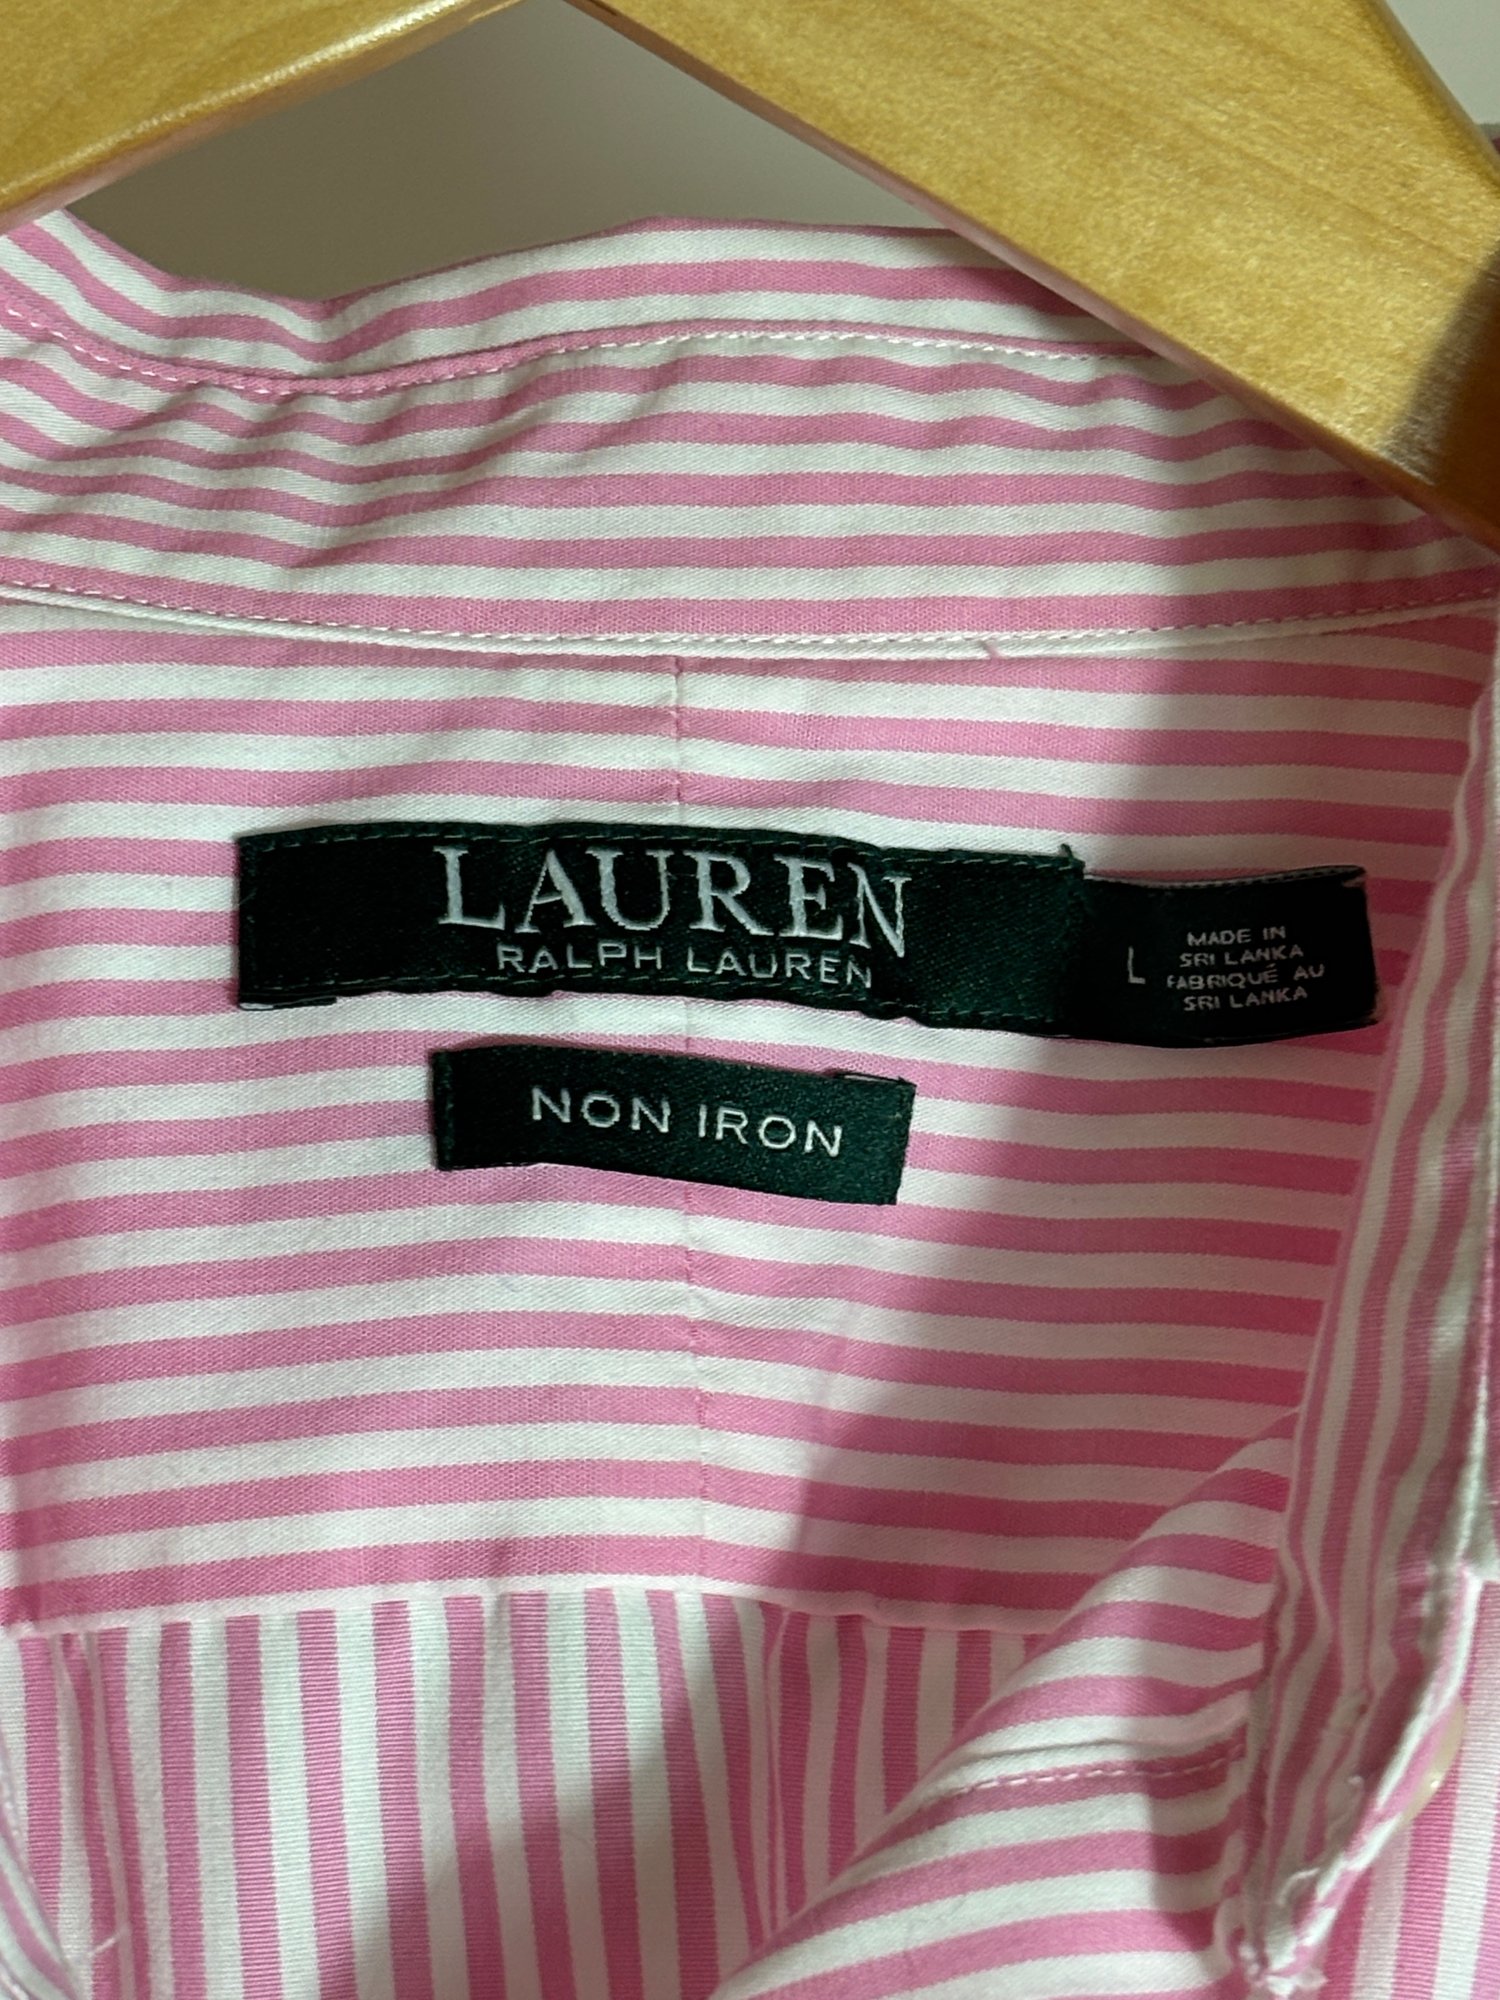 LAUREN
RALPH LAUREN
L
MADE IN
SRI LANKA
FABRIQUÉ AU
SRI LANKA
NON IRON